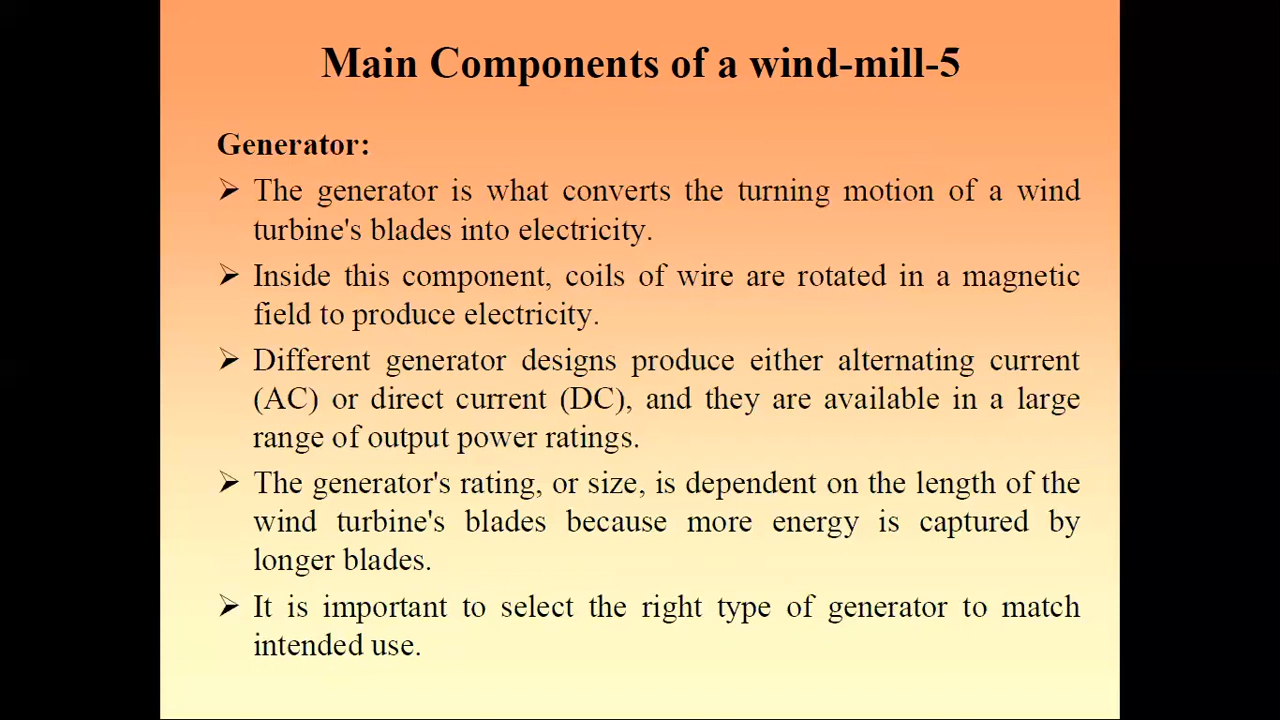 Main Components of a wind-mill-5
Generator:
➢ The generator is what converts the turning motion of a wind
turbine's blades into electricity.
➢ Inside this component, coils of wire are rotated in a magnetic
field to produce electricity.
➢ Different generator designs produce either alternating current
(AC) or direct current (DC), and they are available in a large
range of output power ratings.
➢ The generator's rating, or size, is dependent on the length of the
wind turbine's blades because more energy is captured by
longer blades.
➢ It is important to select the right type of generator to match
intended use.